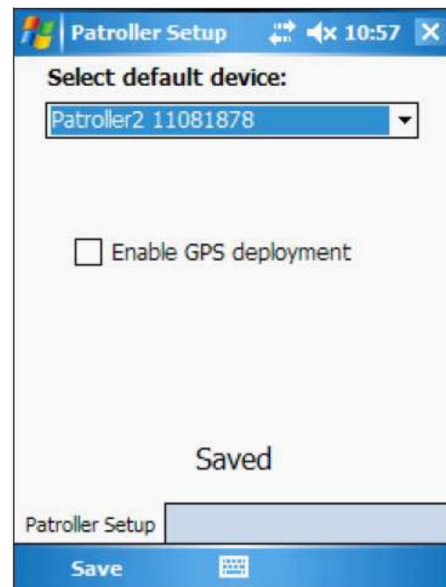 Patroller Setup 10:57
Select default device:
Patroller2 11081878
Enable GPS deployment
Saved
Patroller Setup
Save